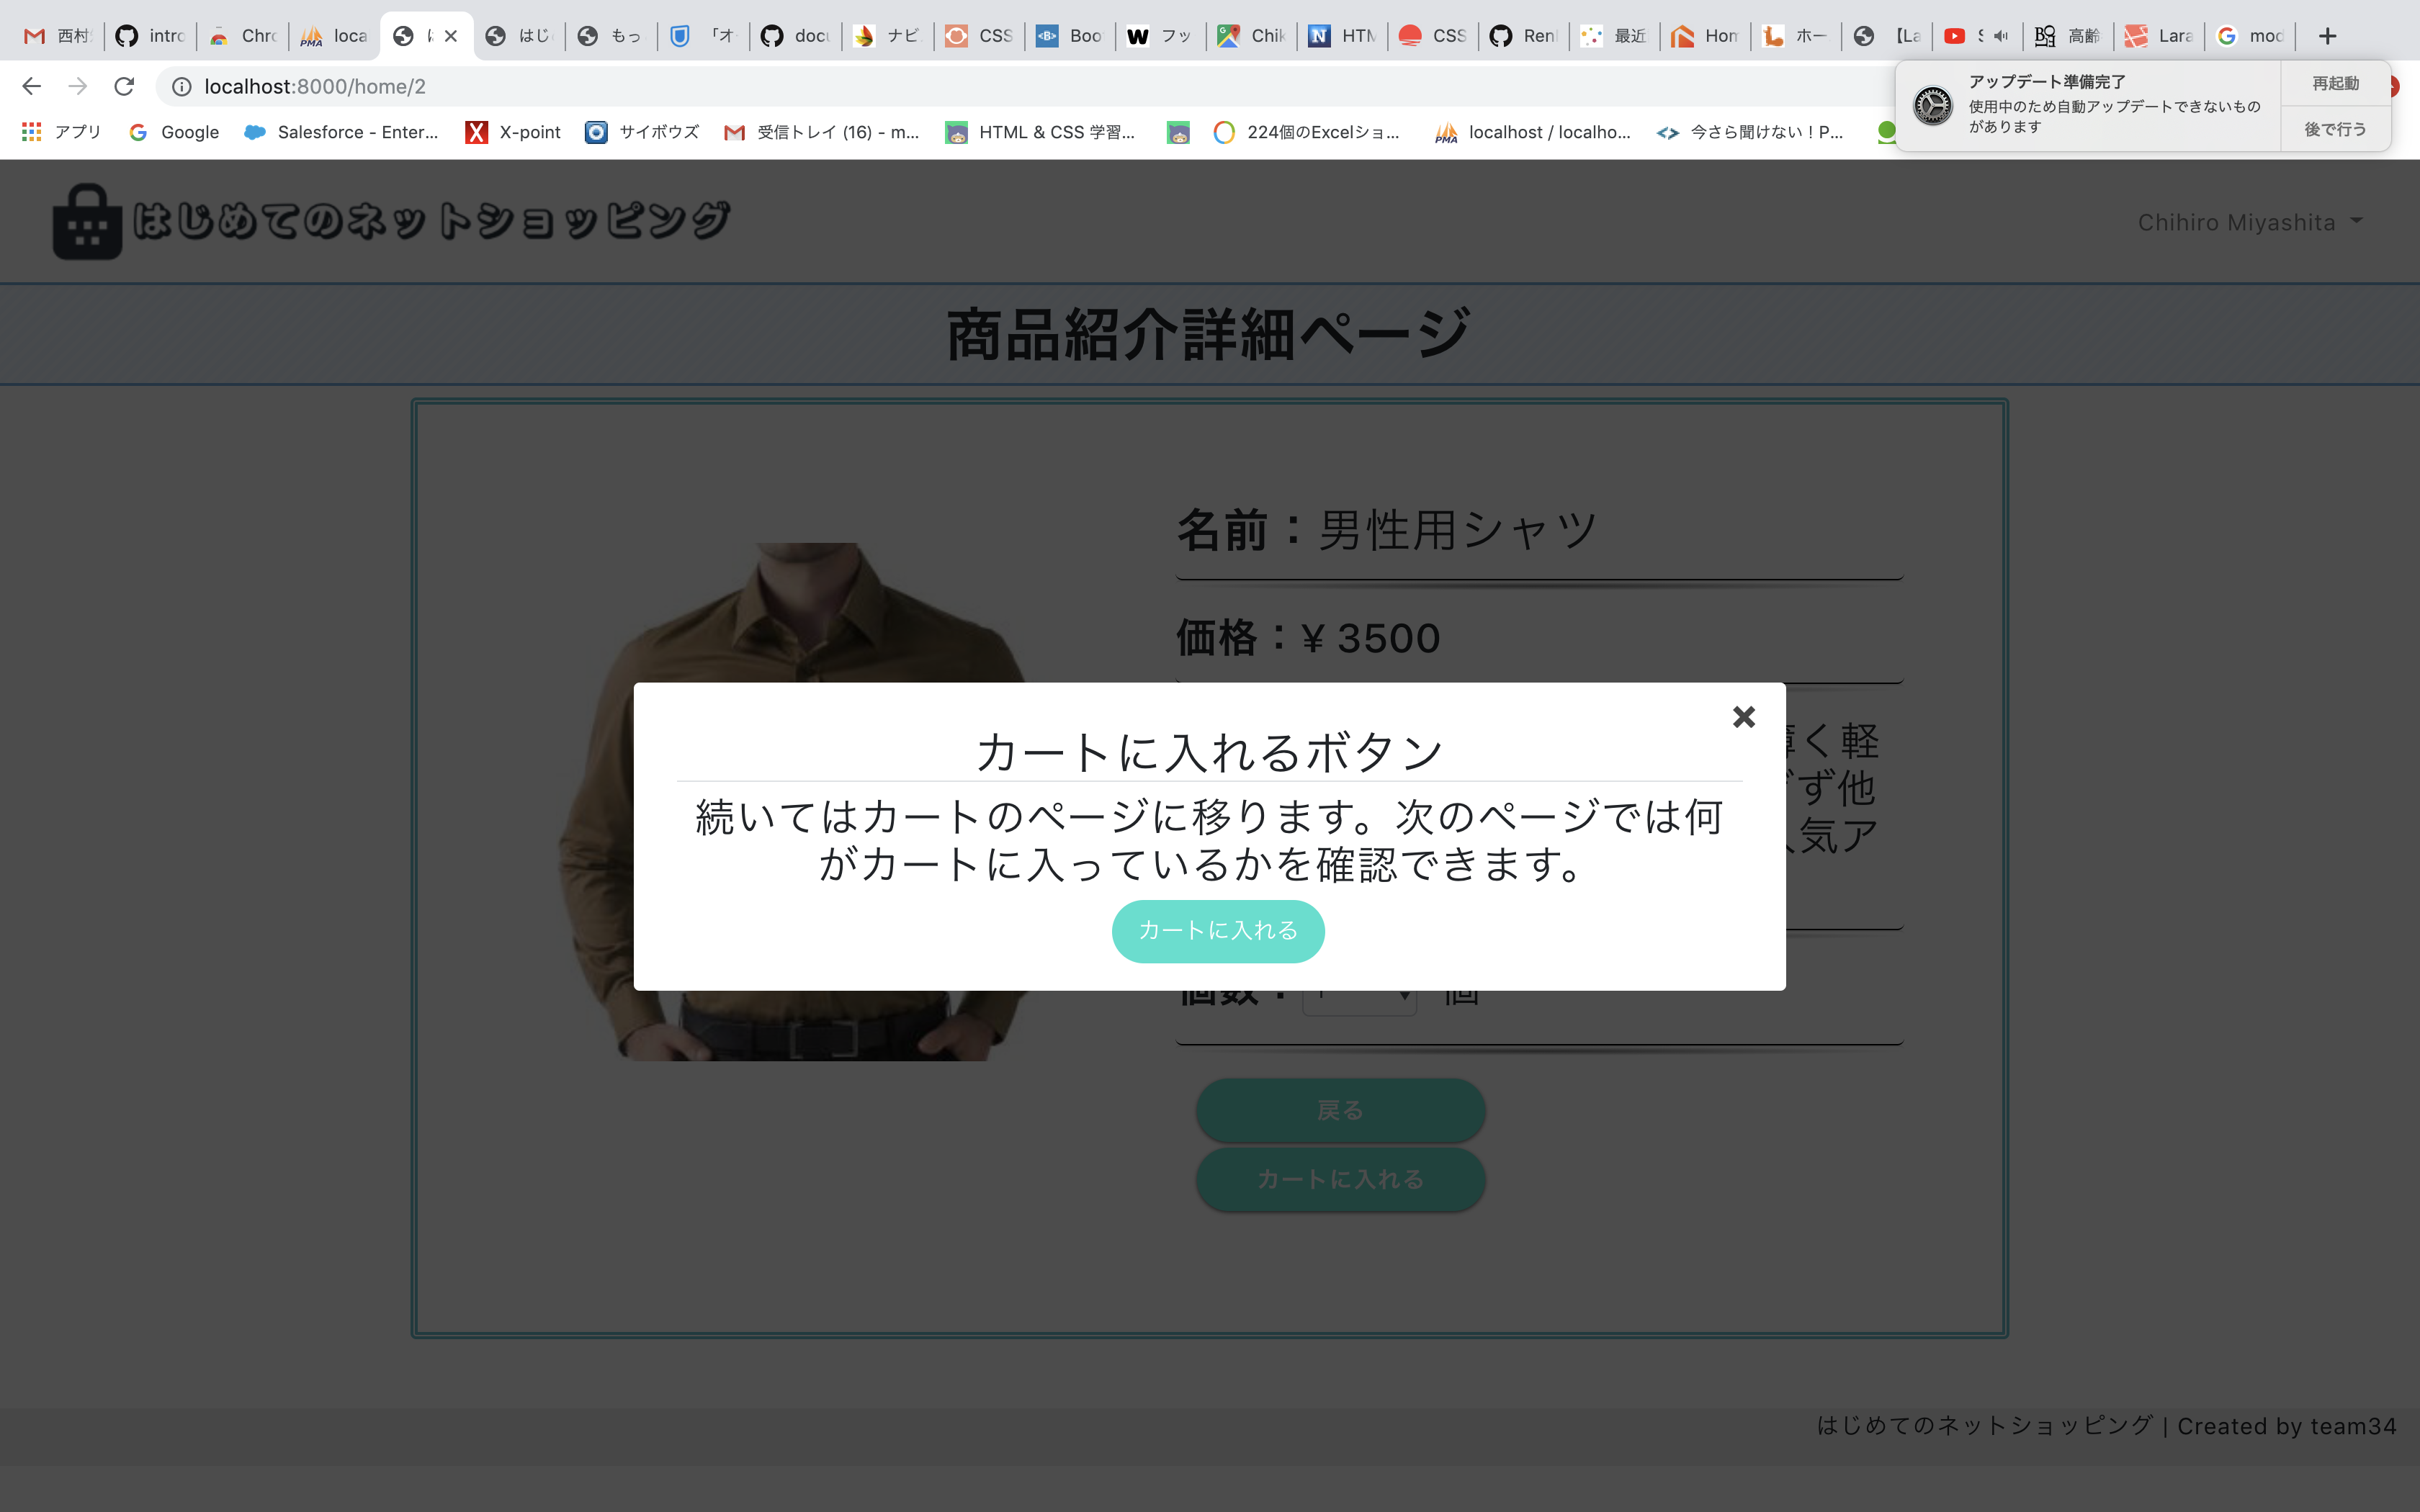 西村
intro
Chro
loca
は
はじ
もっ
「オ
docu
ナビ
CSS
Boo
フッ
Chik
HTM
CSS
Ren
最近
Hom
ホー
【La
高齢
Lara
mod
localhost:8000/home/2
アップデート準備完了
使用中のため自動アップデートできないもの
があります
再起動
後で行う
アプリ
Google
Salesforce - Enter...
X-point
サイボウズ
受信トレイ (16) - m...
HTML & CSS 学習...
224個のExcelショ...
localhost / localho...
今さら聞けない！P...
はじめてのネットショッピング
Chihiro Miyashita
商品紹介詳細ページ
名前：男性用シャツ
価格：¥ 3500
く軽
ず他
気ア
カートに入れるボタン
続いてはカートのページに移ります。次のページでは何
がカートに入っているかを確認できます。
カートに入れる
個数：1 個
戻る
カートに入れる
はじめてのネットショッピング | Created by team34